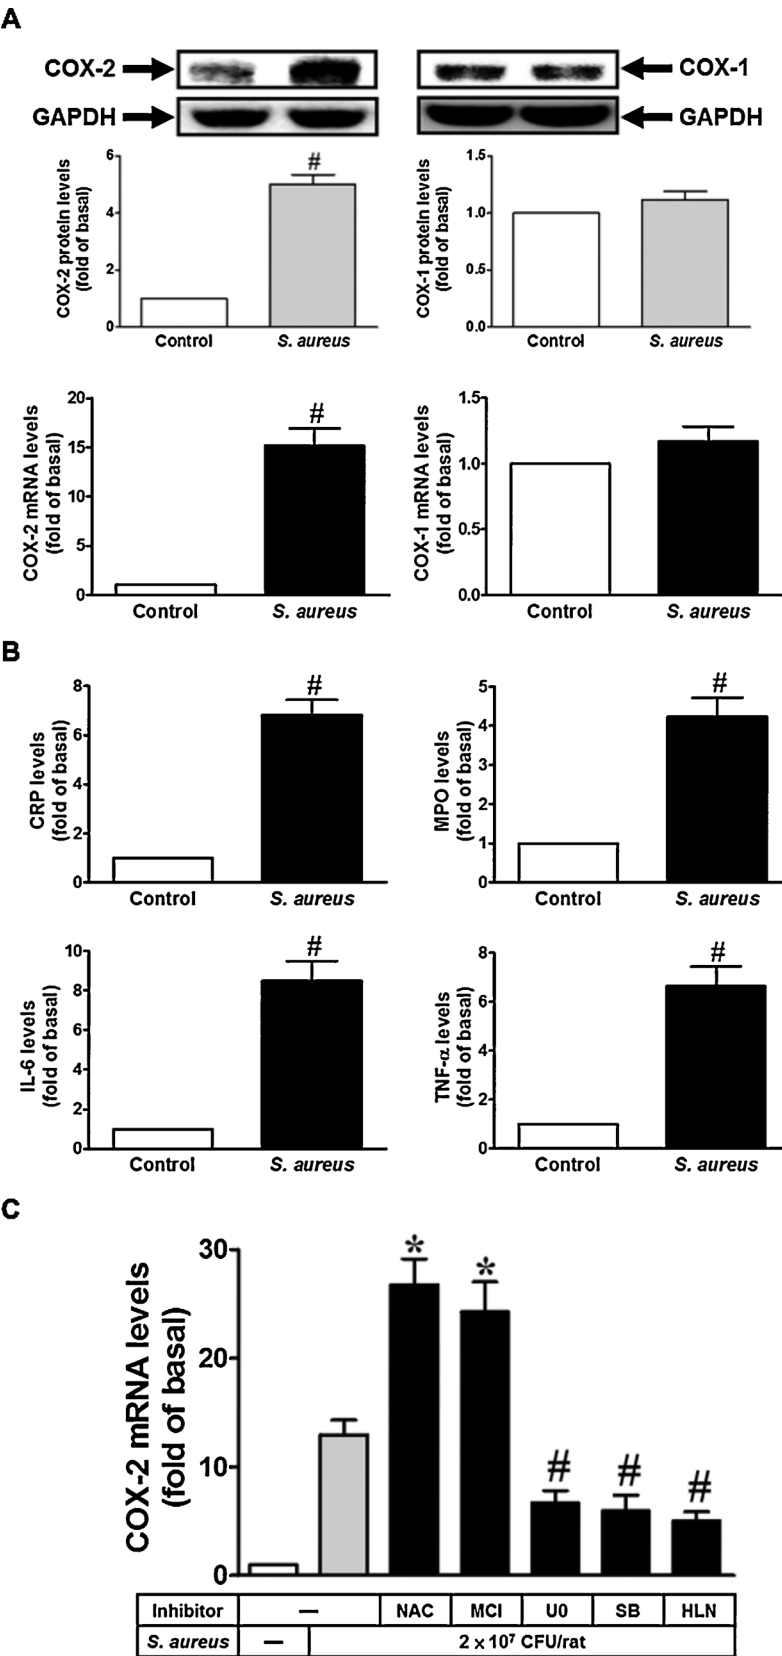 A
COX-2
COX-1
GAPDH
GAPDH
COX-2 protein levels
(fold of basal)
6
4
2
0
#
Control
S. aureus
COX-1 protein levels
(fold of basal)
1.5
1.0
0.5
0.0
Control
S. aureus
COX-2 mRNA levels
(fold of basal)
20
15
10
5
0
#
Control
S. aureus
COX-1 mRNA levels
(fold of basal)
1.5
1.0
0.5
0.0
Control
S. aureus
B
CRP levels
(fold of basal)
8
6
4
2
0
#
Control
S. aureus
MPO levels
(fold of basal)
5
4
3
2
1
0
#
Control
S. aureus
IL-6 levels
(fold of basal)
10
8
6
4
2
0
#
Control
S. aureus
TNF-α levels
(fold of basal)
8
6
4
2
0
#
Control
S. aureus
C
COX-2 mRNA levels
(fold of basal)
30
20
10
0
* * # # #
Inhibitor — NAC MCI U0 SB HLN
S. aureus — 2 x 10⁷ CFU/rat